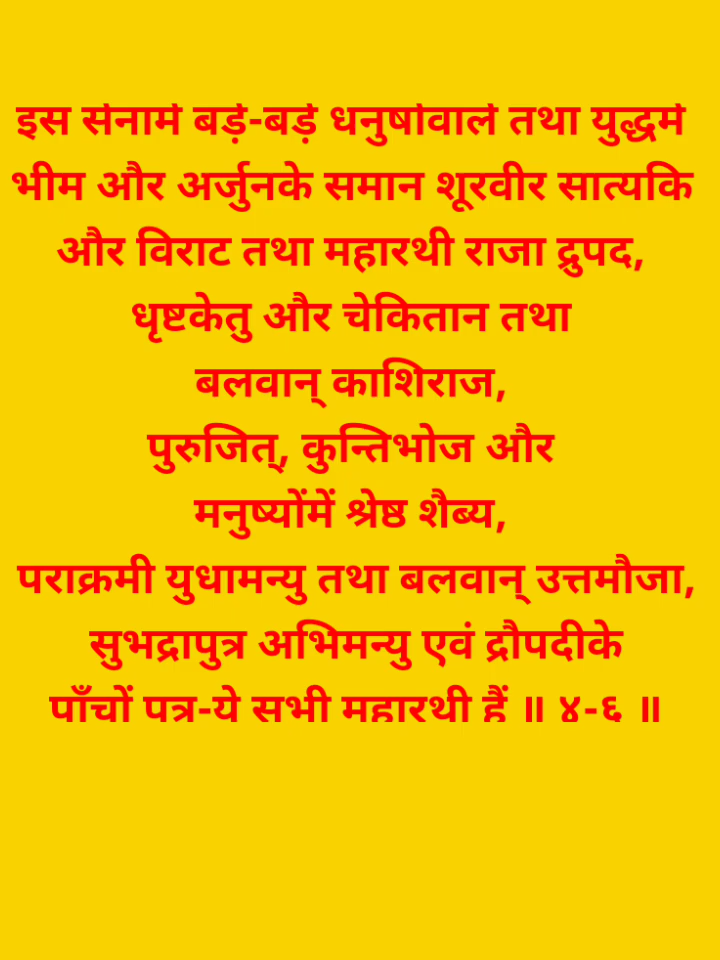 इस सेनामें बड़े-बड़े धनुषोंवाले तथा युद्धमें
भीम और अर्जुनके समान शूरवीर सात्यकि
और विराट तथा महारथी राजा द्रुपद,
धृष्टकेतु और चेकितान तथा
बलवान् काशिराज,
पुरुजित्, कुन्तिभोज और
मनुष्योंमें श्रेष्ठ शैब्य,
पराक्रमी युधामन्यु तथा बलवान् उत्तमौजा,
सुभद्रापुत्र अभिमन्यु एवं द्रौपदीके
पाँचों पुत्र-ये सभी महारथी हैं ॥ ४-६ ॥